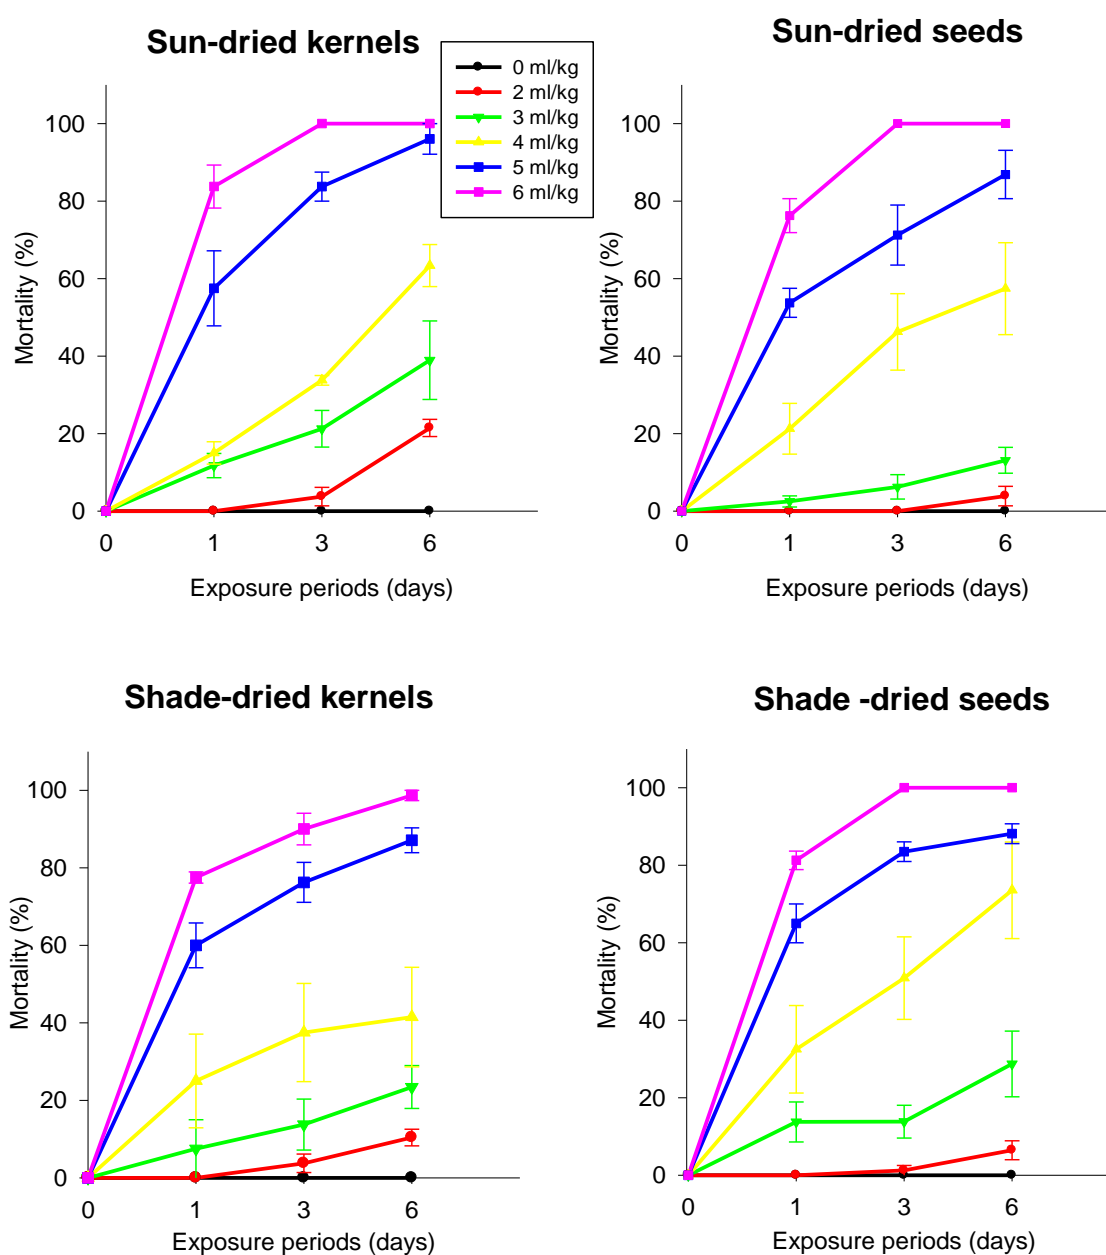 Sun-dried kernels
0 ml/kg
2 ml/kg
3 ml/kg
4 ml/kg
5 ml/kg
6 ml/kg
Mortality (%)
100
80
60
40
20
0
0 1 3 6
Exposure periods (days)
Sun-dried seeds
Mortality (%)
100
80
60
40
20
0
0 1 3 6
Exposure periods (days)
Shade-dried kernels
Mortality (%)
100
80
60
40
20
0
0 1 3 6
Exposure periods (days)
Shade -dried seeds
Mortality (%)
100
80
60
40
20
0
0 1 3 6
Exposure periods (days)